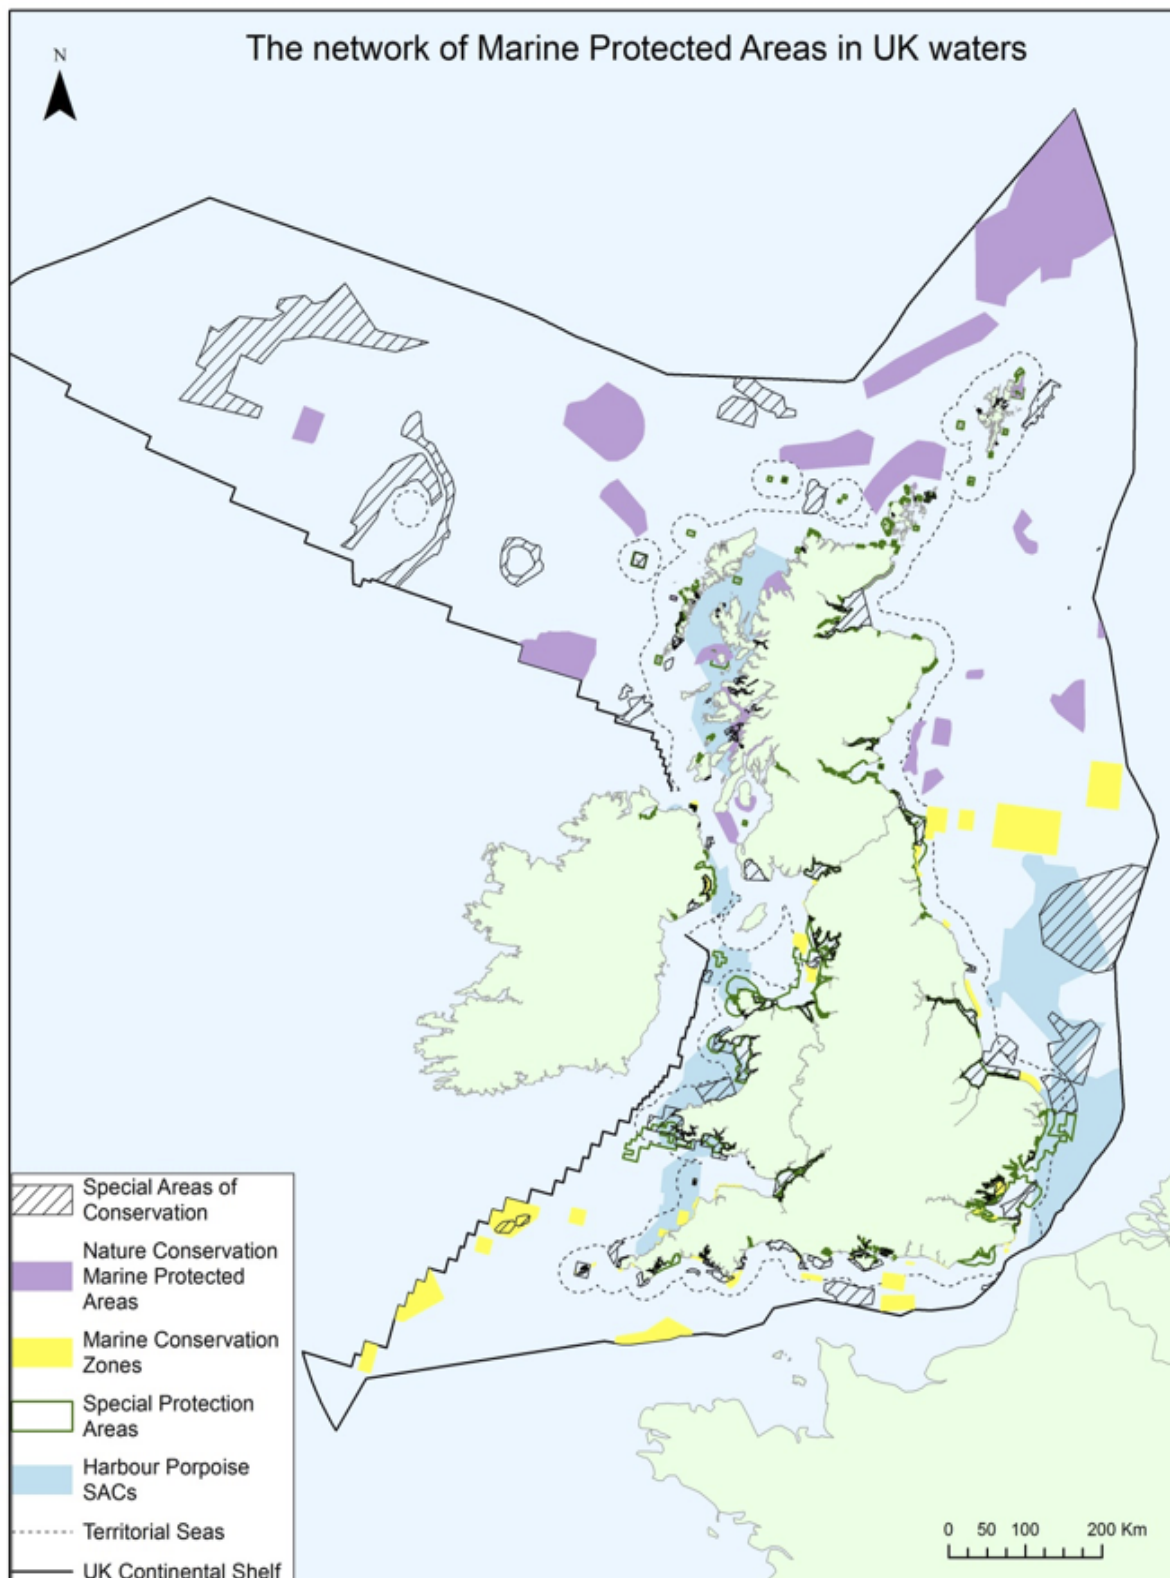 The network of Marine Protected Areas in UK waters
N
Special Areas of
Conservation
Nature Conservation
Marine Protected
Areas
Marine Conservation
Zones
Special Protection
Areas
Harbour Porpoise
SACs
Territorial Seas
UK Continental Shelf
0 50 100 200 Km